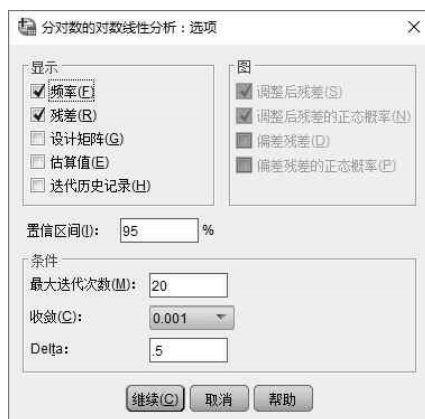 分对数的对数线性分析：选项
显示
频率(F)
残差(R)
设计矩阵(G)
估算值(E)
迭代历史记录(H)
图
调整后残差(S)
调整后残差的正态概率(N)
偏差残差(D)
偏差残差的正态概率(P)
置信区间(I)： 95 %
条件
最大迭代次数(M)： 20
收敛(C)： 0.001
Delta： .5
继续(C) 取消 帮助